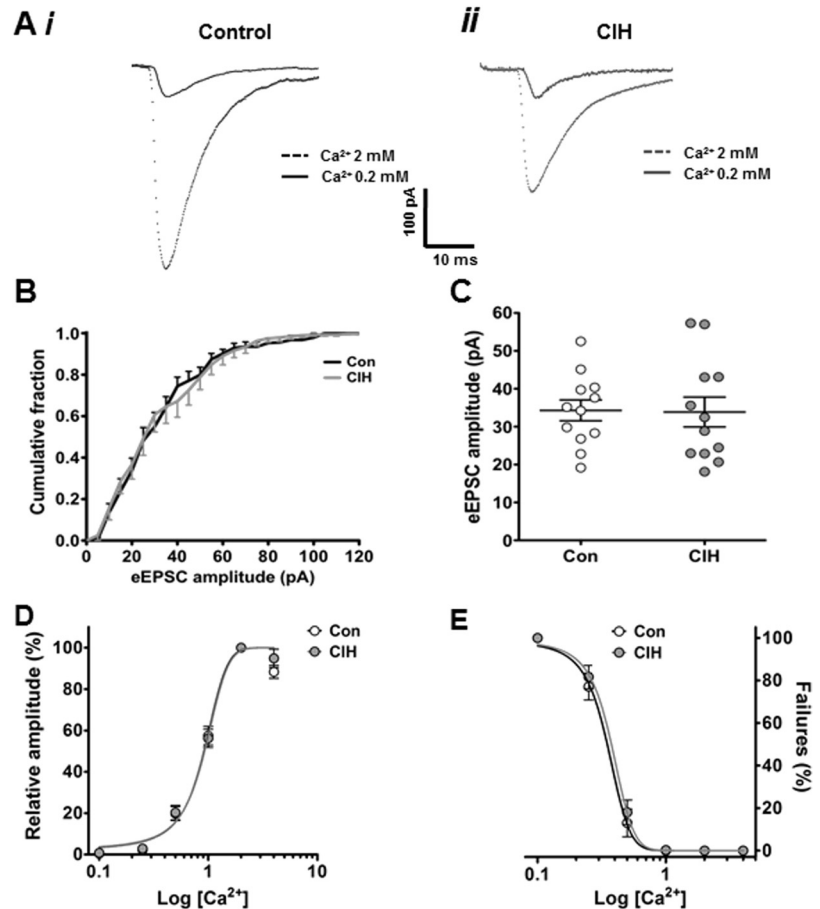 A i
Control
ii
CIH
Ca²⁺ 2 mM
Ca²⁺ 0.2 mM
Ca²⁺ 2 mM
Ca²⁺ 0.2 mM
100 pA
10 ms
B
Cumulative fraction
1.0
0.8
0.6
0.4
0.2
0.0
0
20
40
60
80
100
120
eEPSC amplitude (pA)
Con
CIH
C
eEPSC amplitude (pA)
60
50
40
30
20
10
0
Con
CIH
D
Relative amplitude (%)
100
80
60
40
20
0
0.1
1
10
Log [Ca²⁺]
Con
CIH
E
Con
CIH
100
80
60
40
20
0
Failures (%)
0.1
1
Log [Ca²⁺]